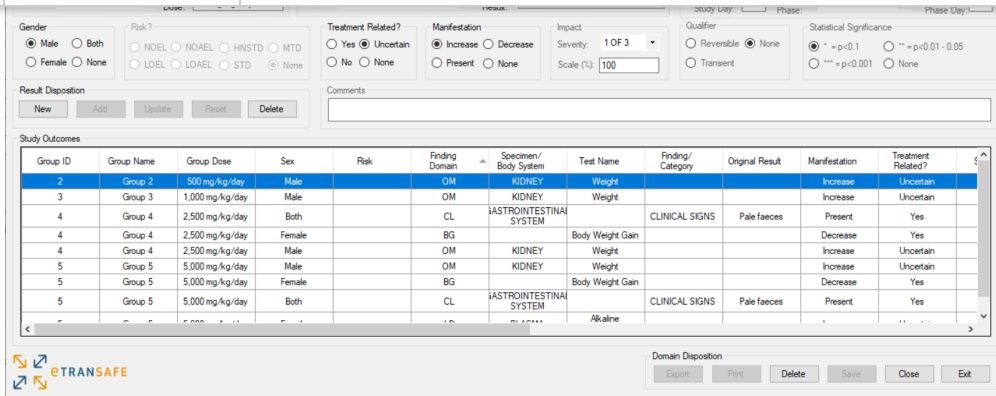 Dose: Result: Study Day: Phase: Phase Day:
Gender Risk? Treatment Related? Manifestation Impact Qualifier Statistical Significance
Male Both NOEL NOAEL HNSTD MTD Yes Uncertain Increase Decrease Severity: 1 OF 3 Reversible None * =p<0.1 ** =p<0.01 - 0.05
Female None LOEL LOAEL STD None No None Present None Scale (%): 100 Transient *** =p<0.001 None
Result Disposition Comments
New Add Update Reset Delete
Study Outcomes
Group ID Group Name Group Dose Sex Risk Finding Domain Specimen/ Body System Test Name Finding/ Category Original Result Manifestation Treatment Related?
2 Group 2 500 mg/kg/day Male OM KIDNEY Weight Increase Uncertain
3 Group 3 1,000 mg/kg/day Male OM KIDNEY Weight Increase Uncertain
4 Group 4 2,500 mg/kg/day Both CL GASTROINTESTINAL SYSTEM CLINICAL SIGNS Pale faeces Present Yes
4 Group 4 2,500 mg/kg/day Female BG Body Weight Gain Decrease Yes
4 Group 4 2,500 mg/kg/day Male OM KIDNEY Weight Increase Uncertain
5 Group 5 5,000 mg/kg/day Male OM KIDNEY Weight Increase Uncertain
5 Group 5 5,000 mg/kg/day Female BG Body Weight Gain Decrease Yes
5 Group 5 5,000 mg/kg/day Both CL GASTROINTESTINAL SYSTEM CLINICAL SIGNS Pale faeces Present Yes
Alkaline
Domain Disposition
eTRANSAFE
Export Print Delete Save Close Exit